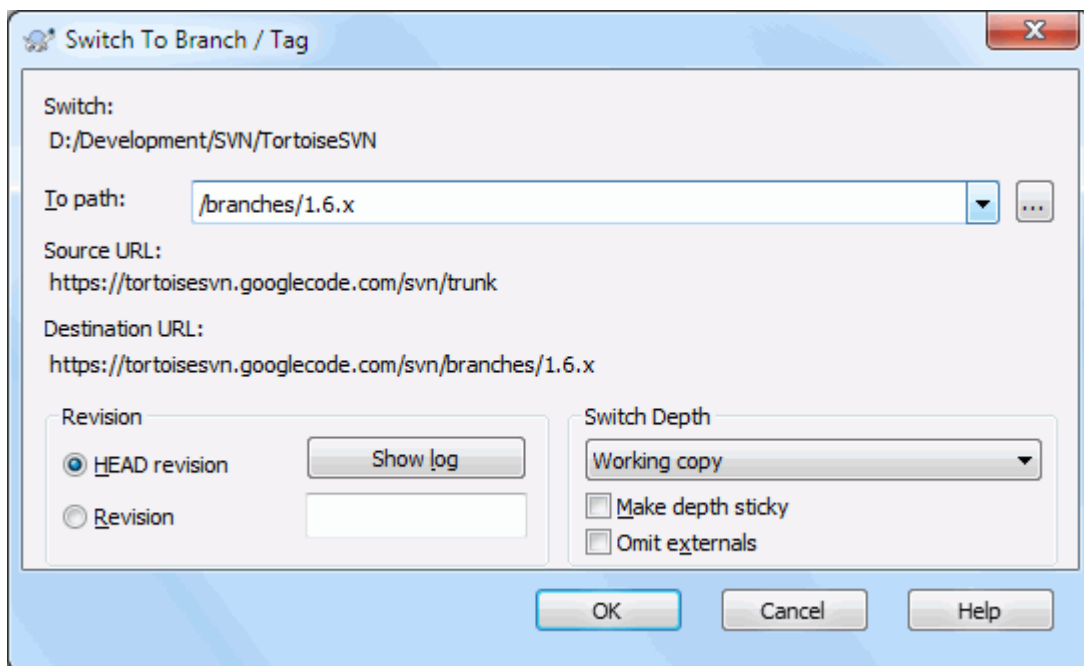 Switch To Branch / Tag
Switch:
D:/Development/SVN/TortoiseSVN
To path:
/branches/1.6.x
...
Source URL:
https://tortoisesvn.googlecode.com/svn/trunk
Destination URL:
https://tortoisesvn.googlecode.com/svn/branches/1.6.x
Revision
HEAD revision
Show log
Revision
Switch Depth
Working copy
Make depth sticky
Omit externals
OK
Cancel
Help